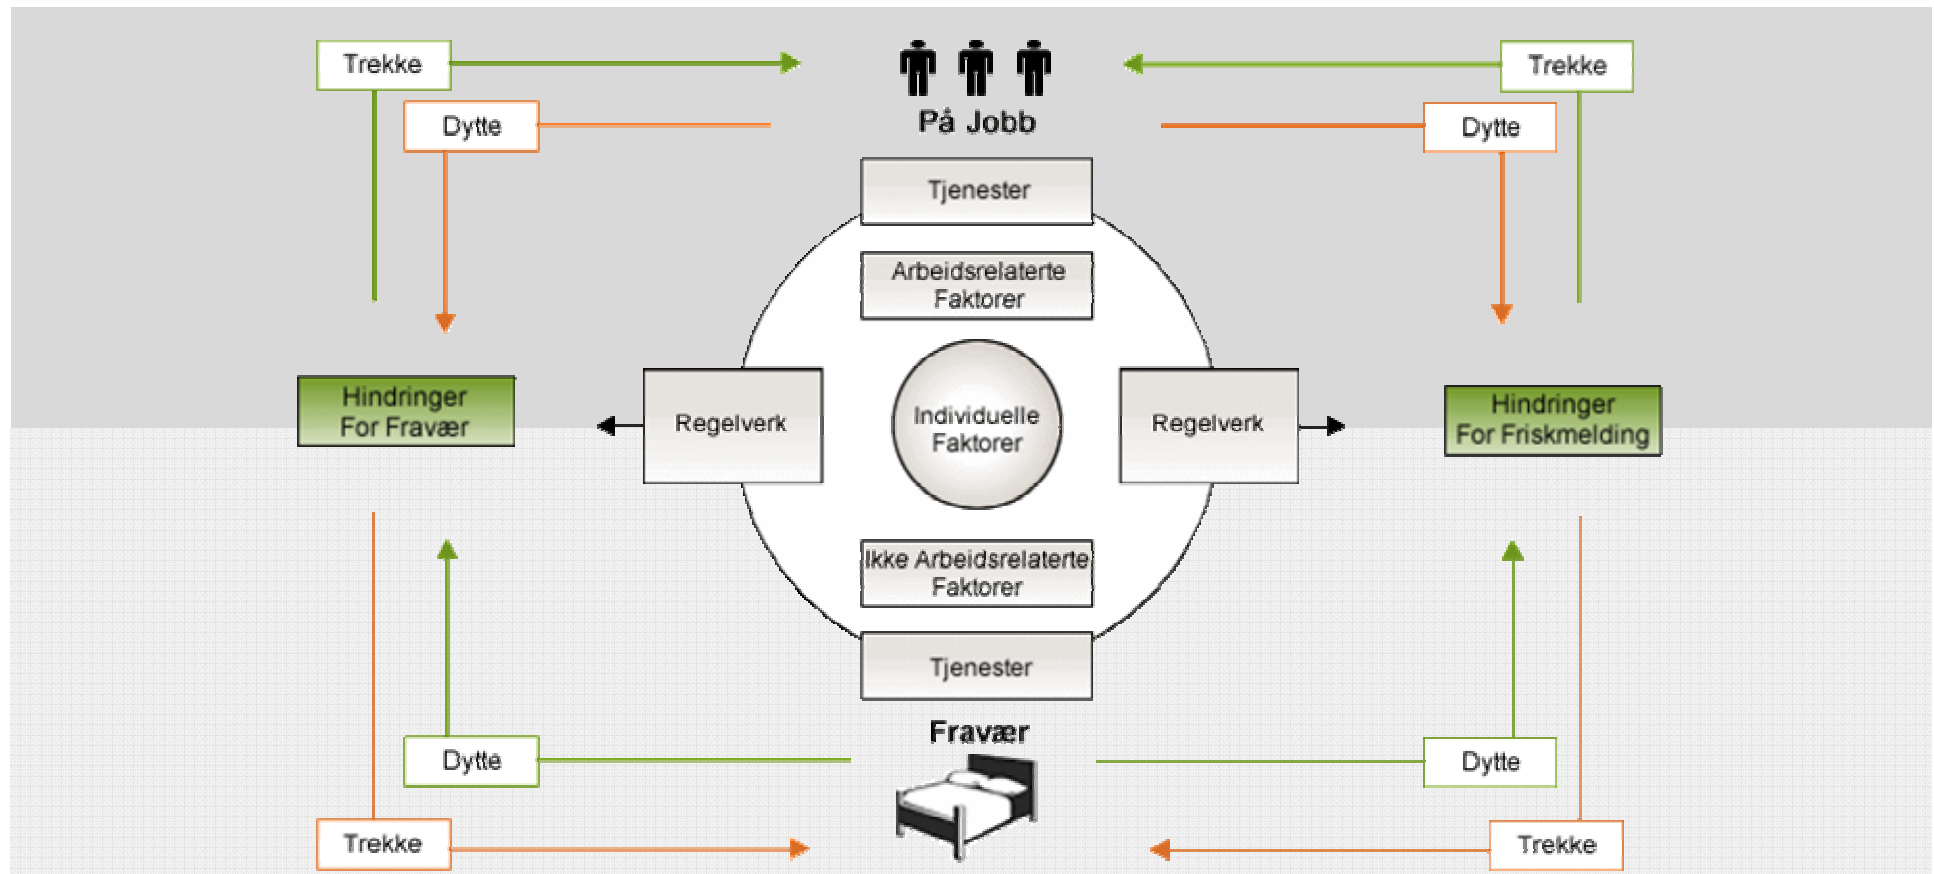 Trekke
Trekke
Dytte
På Jobb
Dytte
Tjenester
Arbeidsrelaterte
Faktorer
Hindringer
For Fravær
Regelverk
Individuelle
Faktorer
Regelverk
Hindringer
For Friskmelding
Ikke Arbeidsrelaterte
Faktorer
Tjenester
Fravær
Dytte
Dytte
Trekke
Trekke